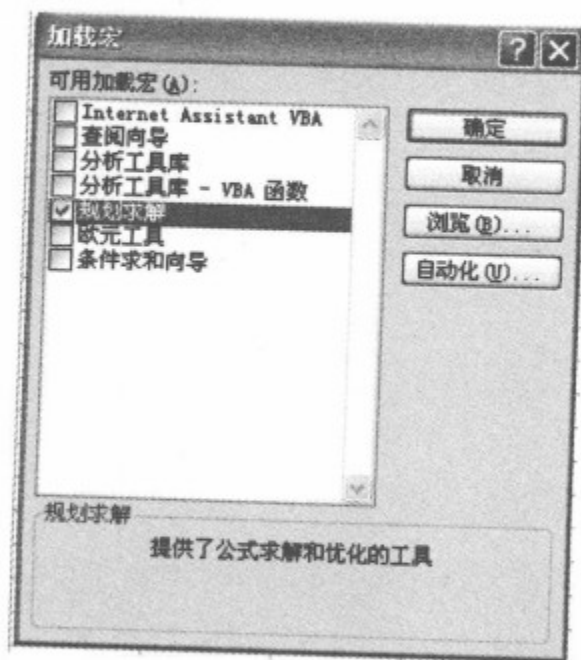 加载宏
可用加载宏(A):
Internet Assistant VBA
查阅向导
分析工具库
分析工具库 - VBA 函数
规划求解
欧元工具
条件求和向导
确定
取消
浏览(B)...
自动化(U)...
规划求解
提供了公式求解和优化的工具